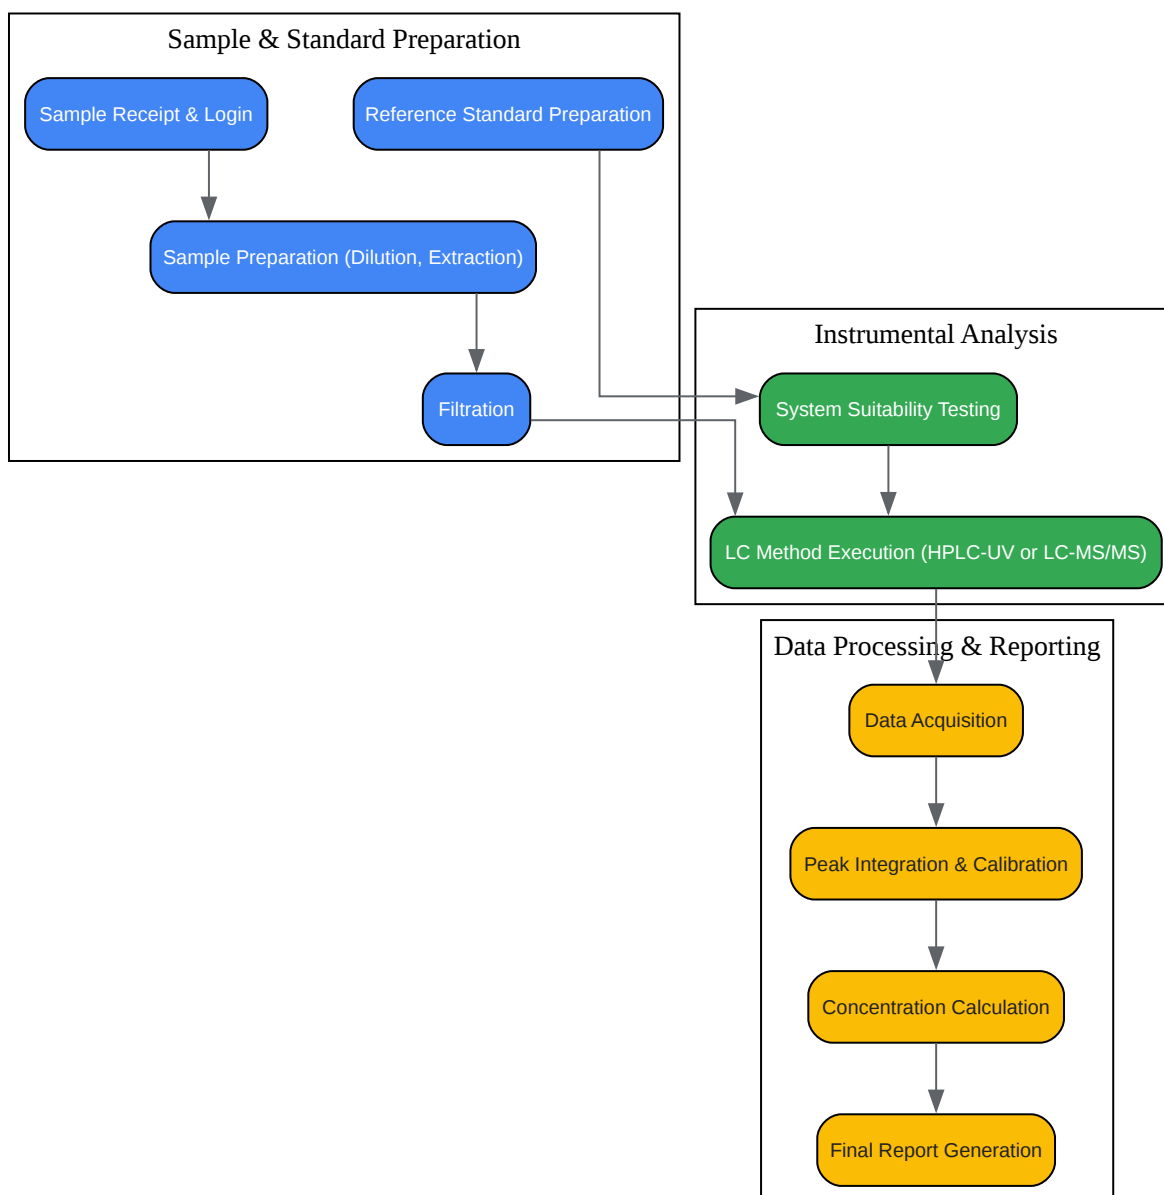 Sample & Standard Preparation
Sample Receipt & Login
Reference Standard Preparation
Sample Preparation (Dilution, Extraction)
Filtration
Instrumental Analysis
System Suitability Testing
LC Method Execution (HPLC-UV or LC-MS/MS)
Data Processing & Reporting
Data Acquisition
Peak Integration & Calibration
Concentration Calculation
Final Report Generation